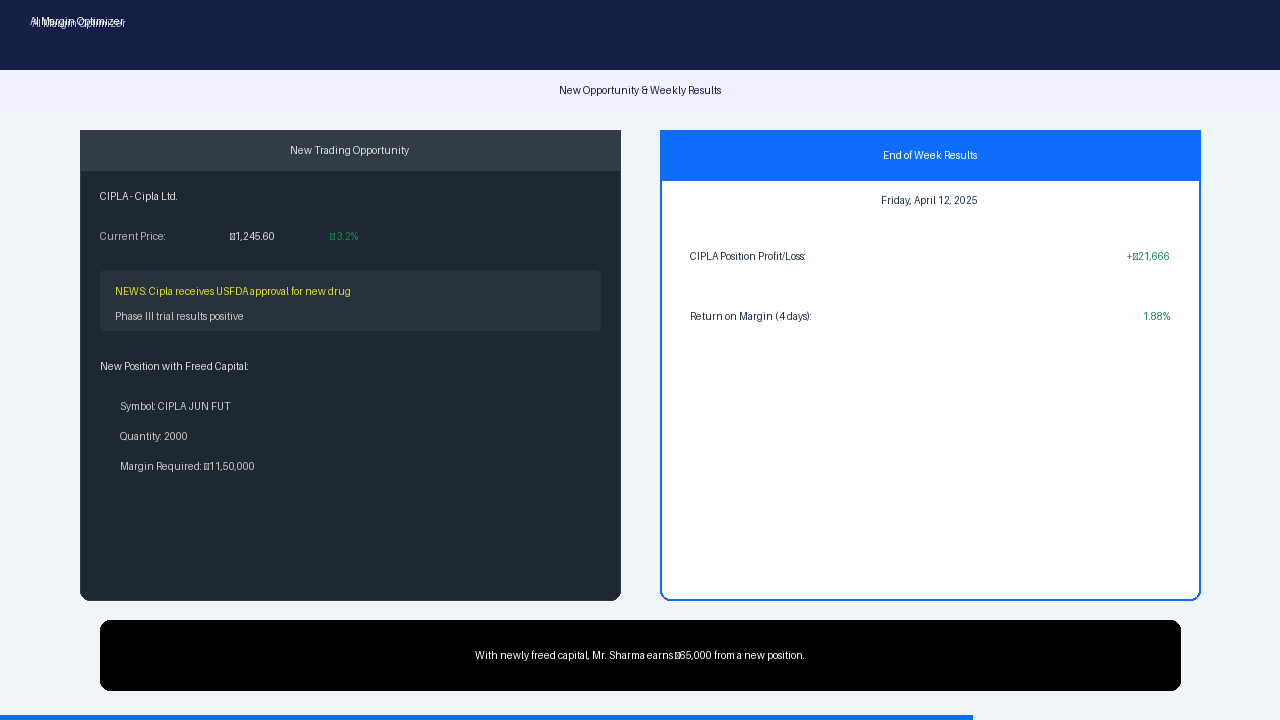 AI Margin Optimizer
New Opportunity & Weekly Results
New Trading Opportunity
CIPLA - Cipla Ltd.
Current Price: 1,245.60 3.2%
NEWS: Cipla receives USFDA approval for new drug
Phase III trial results positive
New Position with Freed Capital:
Symbol: CIPLA JUN FUT
Quantity: 2000
Margin Required: 11,50,000
End of Week Results
Friday, April 12, 2025
CIPLA Position Profit/Loss: +21,666
Return on Margin (4 days): 1.88%
With newly freed capital, Mr. Sharma earns 65,000 from a new position.